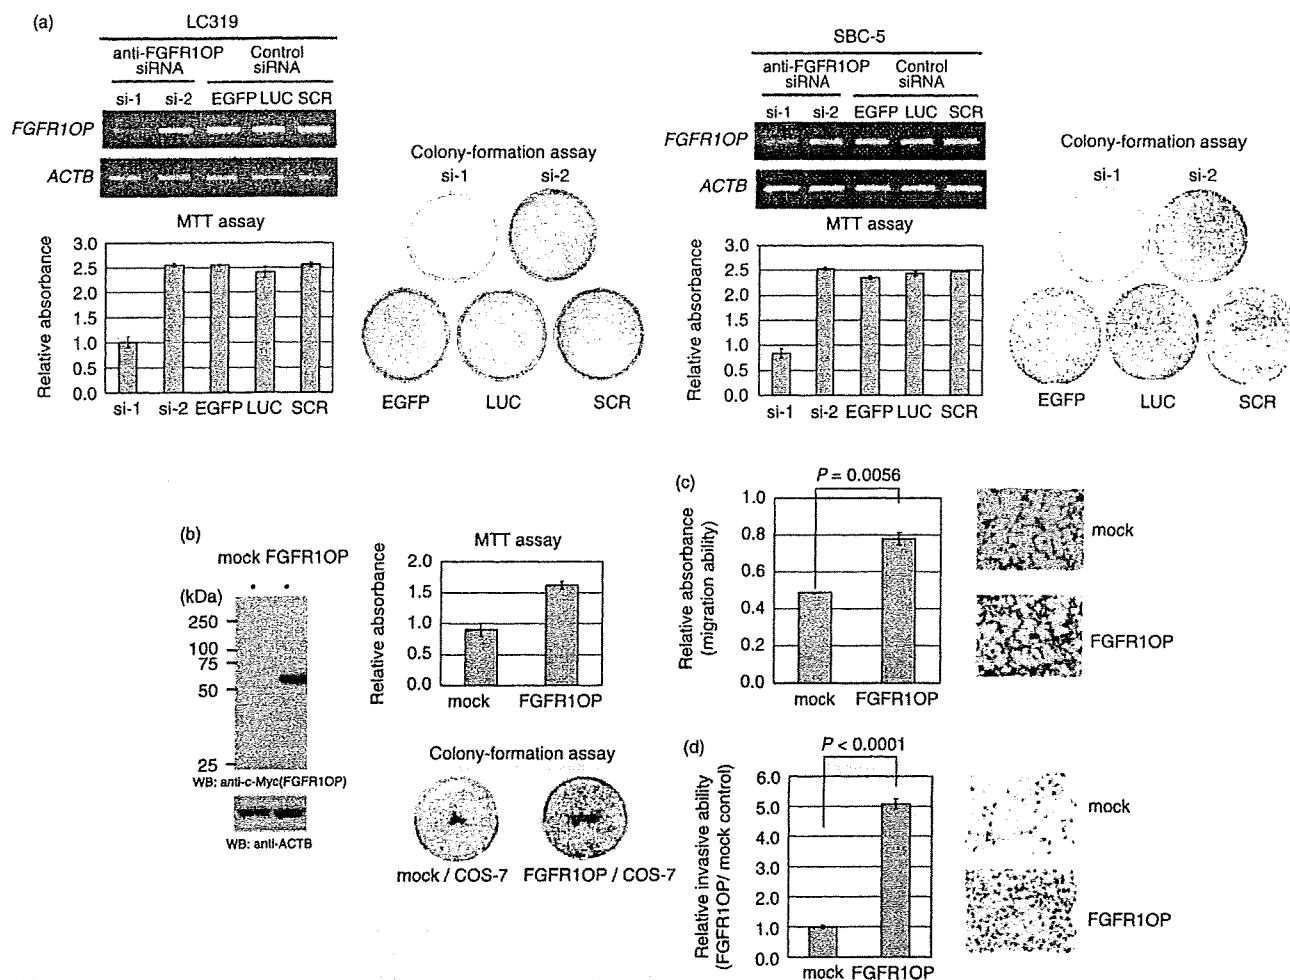 (a)
LC319
anti-FGFR1OP siRNA
Control siRNA
si-1 si-2 EGFP LUC SCR
FGFR1OP
ACTB
MTT assay
Relative absorbance
3.0
2.5
2.0
1.5
1.0
0.5
0.0
si-1 si-2 EGFP LUC SCR
Colony-formation assay
si-1 si-2
EGFP LUC SCR
SBC-5
anti-FGFR1OP siRNA
Control siRNA
si-1 si-2 EGFP LUC SCR
FGFR1OP
ACTB
MTT assay
Relative absorbance
3.0
2.5
2.0
1.5
1.0
0.5
0.0
si-1 si-2 EGFP LUC SCR
Colony-formation assay
si-1 si-2
EGFP LUC SCR
(b)
mock FGFR1OP
(kDa)
250
100
75
50
25
WB: anti-c-Myc(FGFR1OP)
WB: anti-ACTB
MTT assay
Relative absorbance
2.0
1.5
1.0
0.5
0.0
mock FGFR1OP
Colony-formation assay
mock / COS-7 FGFR1OP / COS-7
(c)
P = 0.0056
Relative absorbance
(migration ability)
1.0
0.8
0.6
0.4
0.2
0.0
mock FGFR1OP
mock
FGFR1OP
(d)
P < 0.0001
Relative invasive ability
(FGFR1OP/ mock control)
6.0
5.0
4.0
3.0
2.0
1.0
0.0
mock FGFR1OP
mock
FGFR1OP